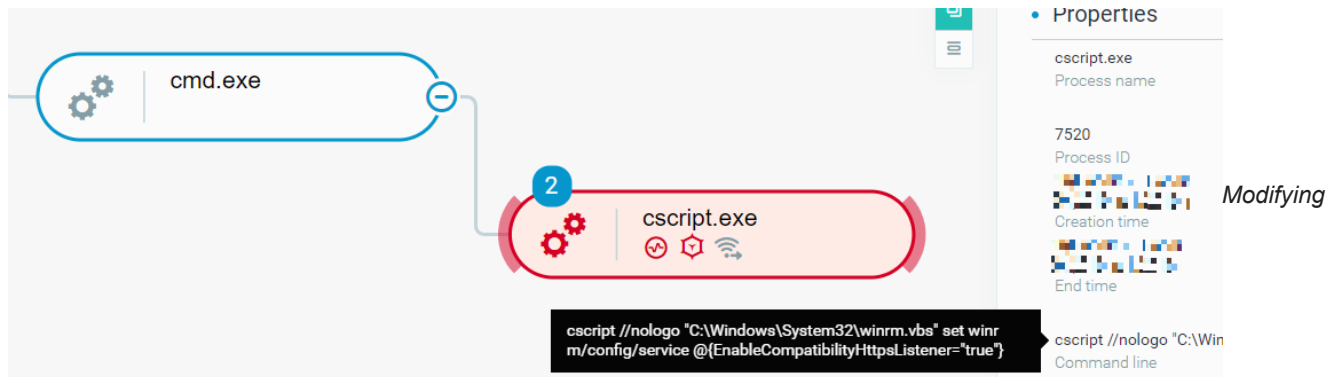 Properties
cmd.exe
cscript.exe
Process name
7520
Process ID
Modifying
2
cscript.exe
Creation time
End time
cscript //nologo "C:\Windows\System32\winrm.vbs" set winr
m/config/service @{EnableCompatibilityHttpsListener="true"}
cscript //nologo "C:\Win
Command line